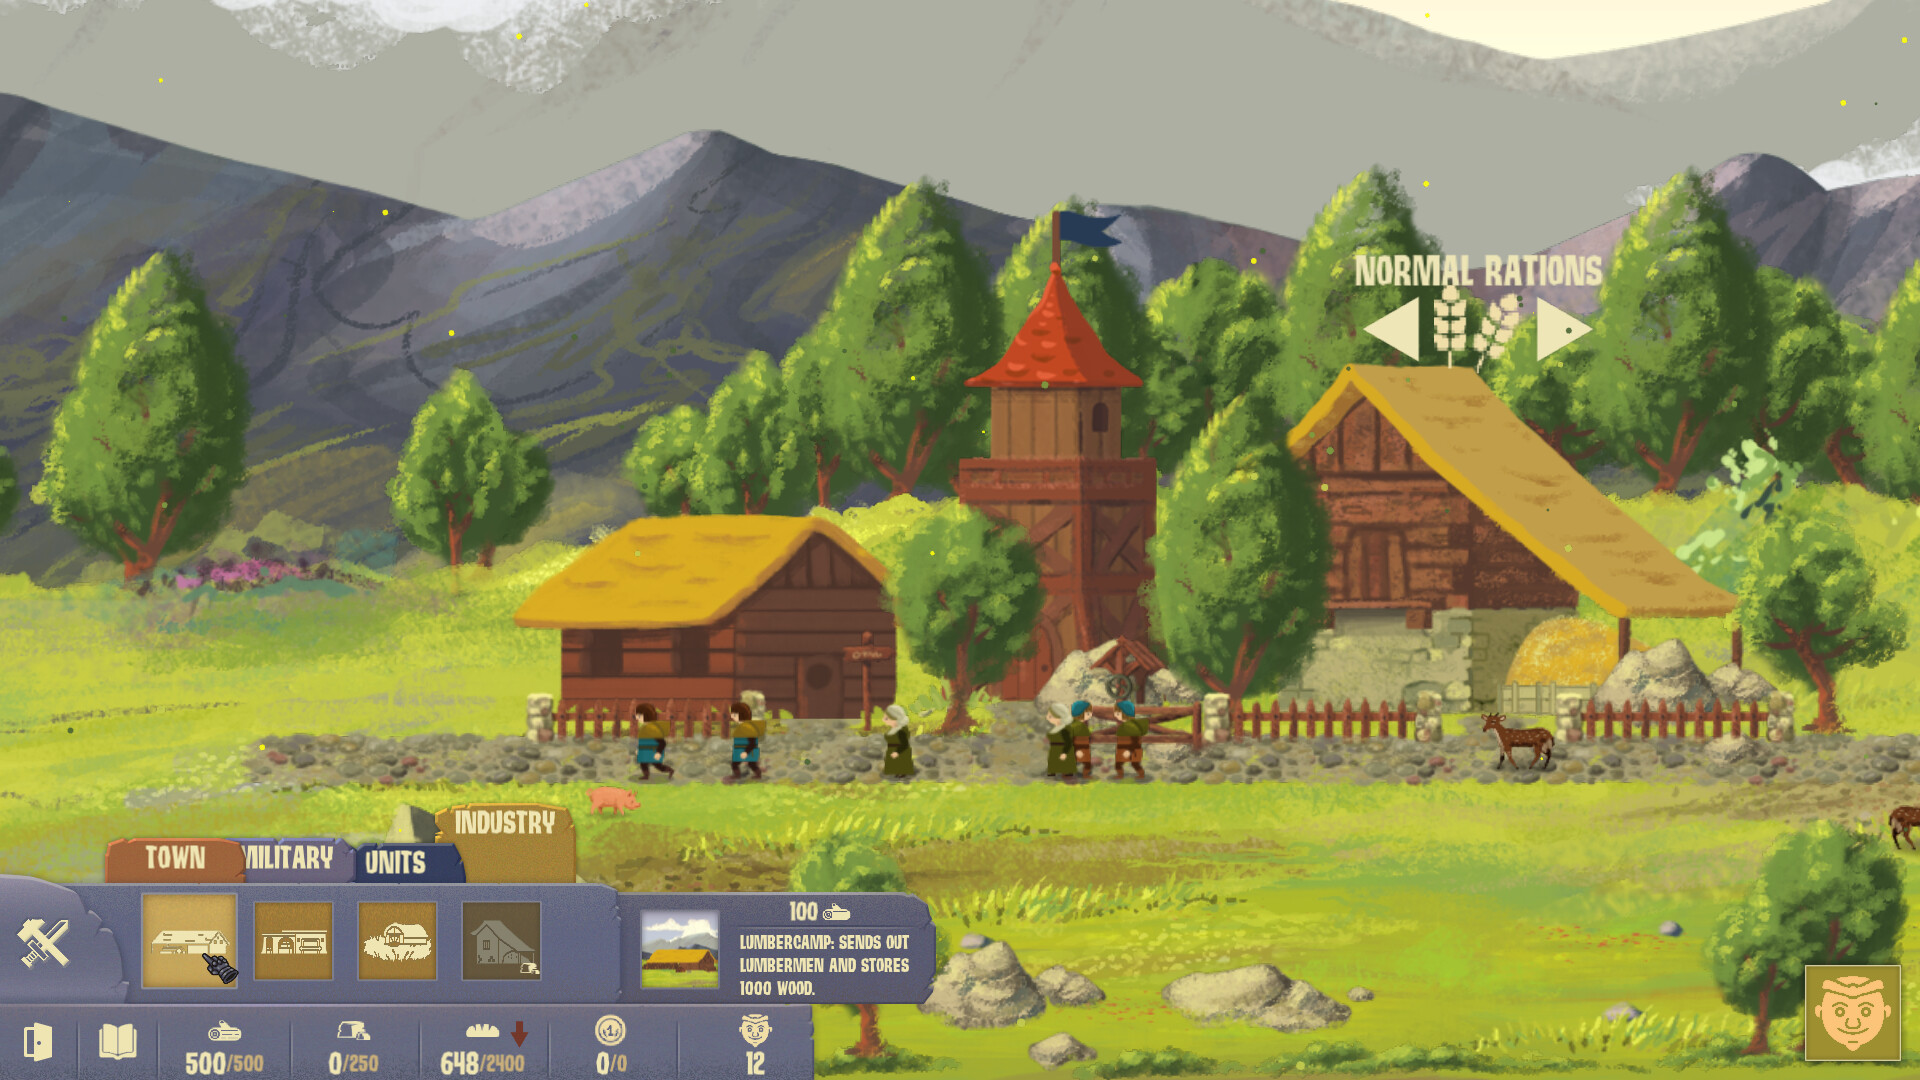 NORMAL RATIONS
INDUSTRY
TOWN
MILITARY
UNITS
100
LUMBERCAMP: SENDS OUT
LUMBERMEN AND STORES
1000 WOOD.
1
500/500
0/250
648/2400
0/0
12